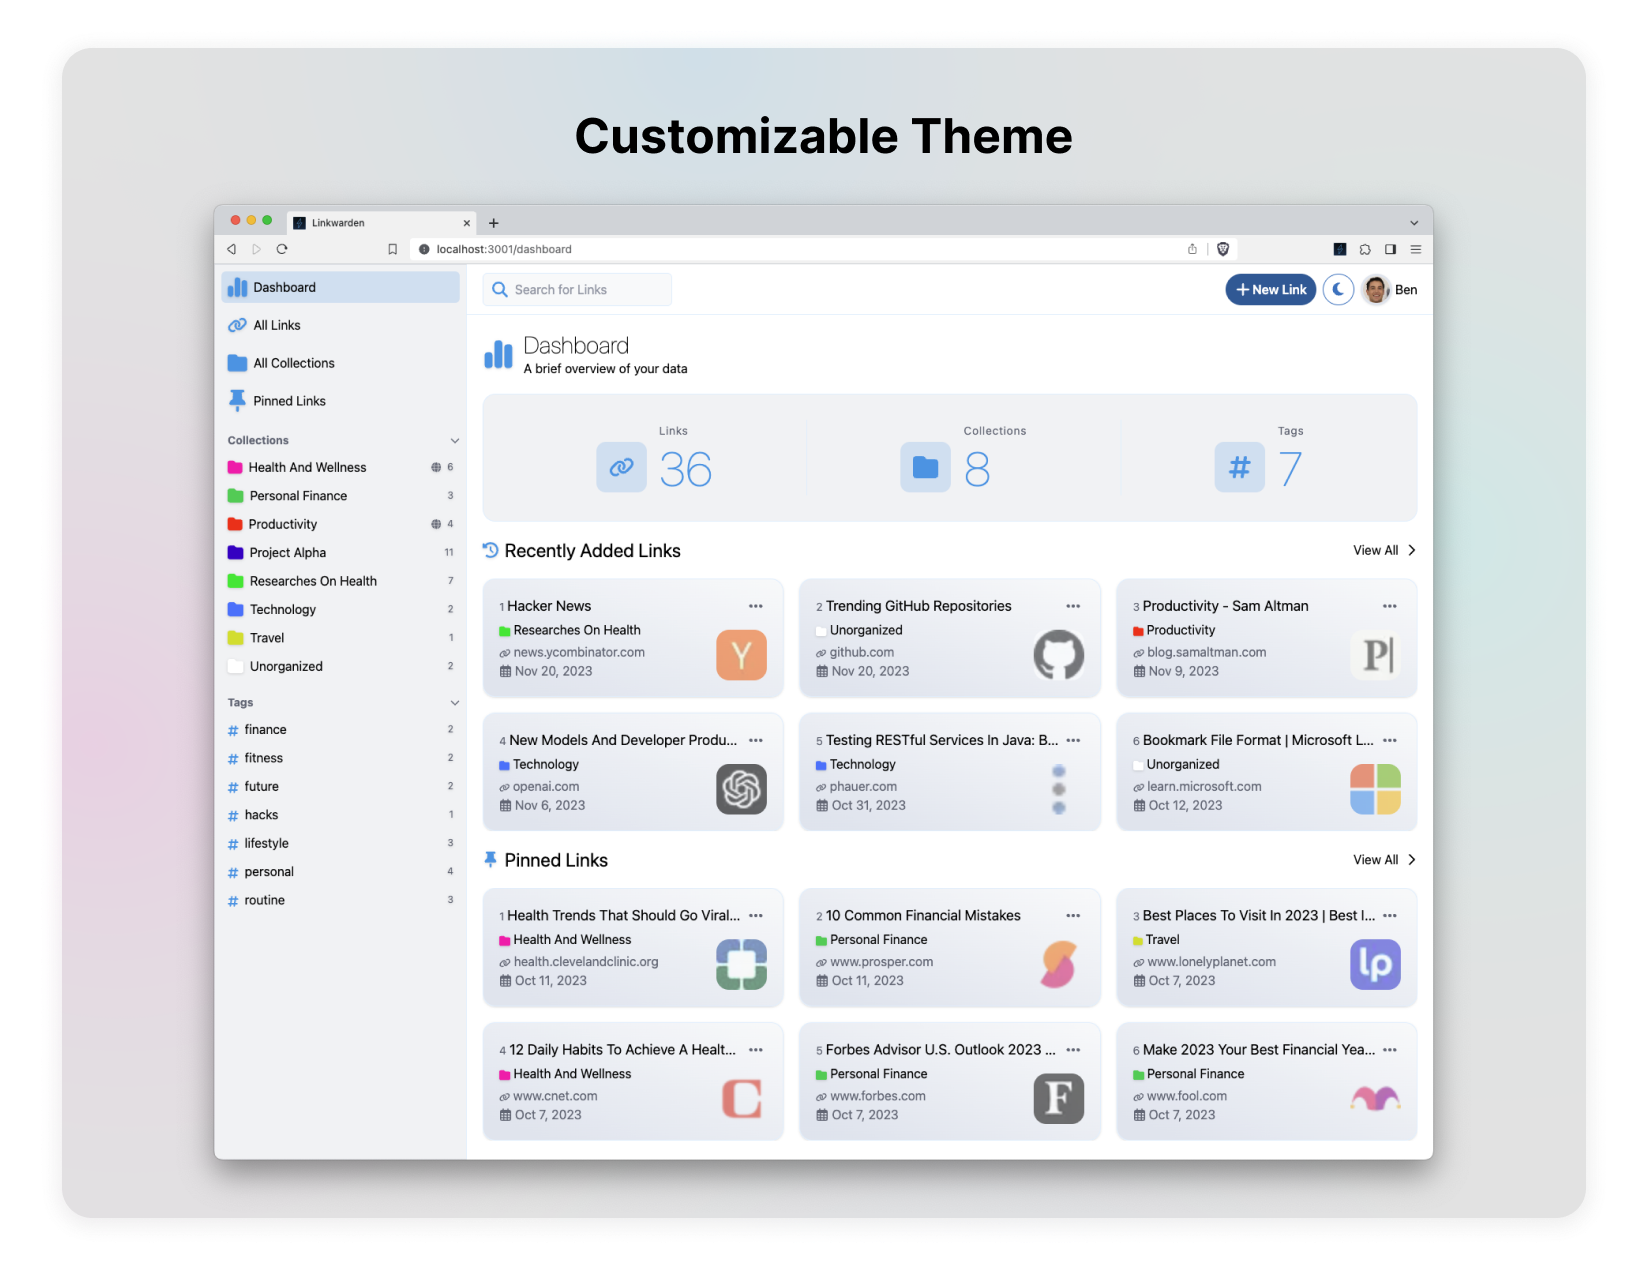 Customizable Theme
Linkwarden
localhost:3001/dashboard
Dashboard
All Links
All Collections
Pinned Links
Collections
Health And Wellness 6
Personal Finance 3
Productivity 4
Project Alpha 11
Researches On Health 7
Technology 2
Travel 1
Unorganized 2
Tags
# finance 2
# fitness 2
# future 2
# hacks 1
# lifestyle 3
# personal 4
# routine 3
Search for Links
+ New Link
Ben
Dashboard
A brief overview of your data
Links
36
Collections
8
Tags
# 7
Recently Added Links
View All
1 Hacker News
Researches On Health
news.ycombinator.com
Nov 20, 2023
Y
2 Trending GitHub Repositories
Unorganized
github.com
Nov 20, 2023
3 Productivity - Sam Altman
Productivity
blog.samaltman.com
Nov 9, 2023
P|
4 New Models And Developer Produ...
Technology
openai.com
Nov 6, 2023
5 Testing RESTful Services In Java: B...
Technology
phauer.com
Oct 31, 2023
6 Bookmark File Format | Microsoft L...
Unorganized
learn.microsoft.com
Oct 12, 2023
Pinned Links
View All
1 Health Trends That Should Go Viral...
Health And Wellness
health.clevelandclinic.org
Oct 11, 2023
2 10 Common Financial Mistakes
Personal Finance
www.prosper.com
Oct 11, 2023
3 Best Places To Visit In 2023 | Best I...
Travel
www.lonelyplanet.com
Oct 7, 2023
lp
4 12 Daily Habits To Achieve A Healt...
Health And Wellness
www.cnet.com
Oct 7, 2023
C
5 Forbes Advisor U.S. Outlook 2023 ...
Personal Finance
www.forbes.com
Oct 7, 2023
F
6 Make 2023 Your Best Financial Yea...
Personal Finance
www.fool.com
Oct 7, 2023